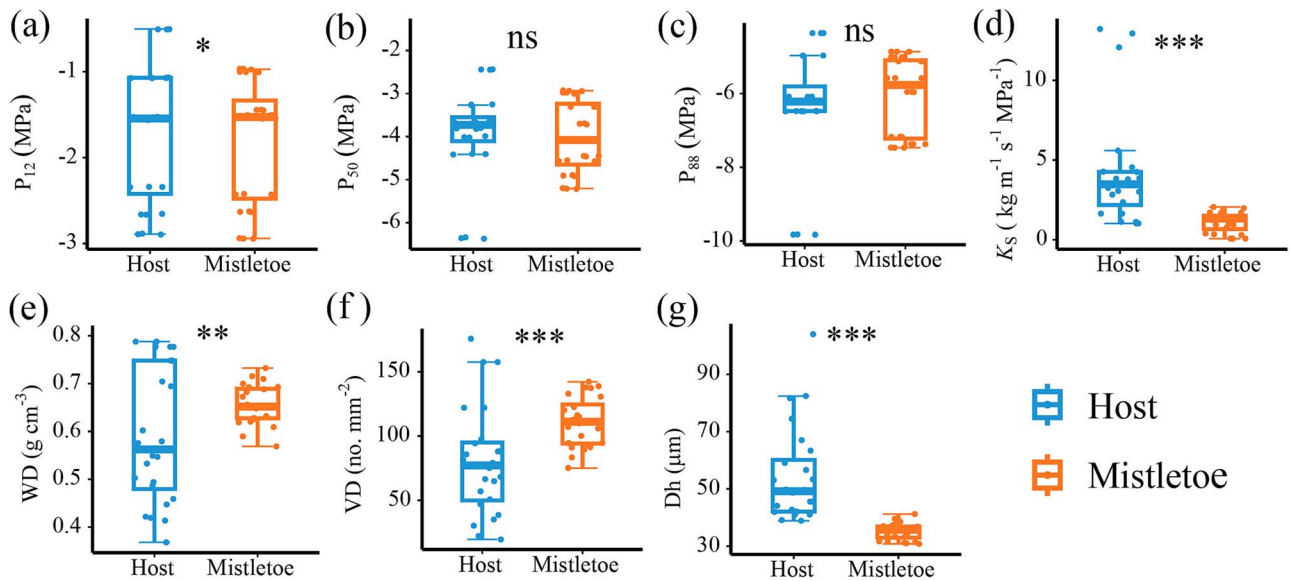 (a)
*
P12 (MPa)
-1
-2
-3
Host Mistletoe
(b)
ns
P50 (MPa)
-2
-3
-4
-5
-6
Host Mistletoe
(c)
ns
P88 (MPa)
-6
-6
-10
Host Mistletoe
(d)
***
KS ( kg m-1 s-1 MPa-1)
10
5
0
Host Mistletoe
(e)
**
WD (g cm-3)
0.8
0.7
0.6
0.5
0.4
Host Mistletoe
(f)
***
VD (no. mm-2)
150
100
50
Host Mistletoe
(g)
***
Dh (μm)
90
70
50
30
Host Mistletoe
Host
Mistletoe